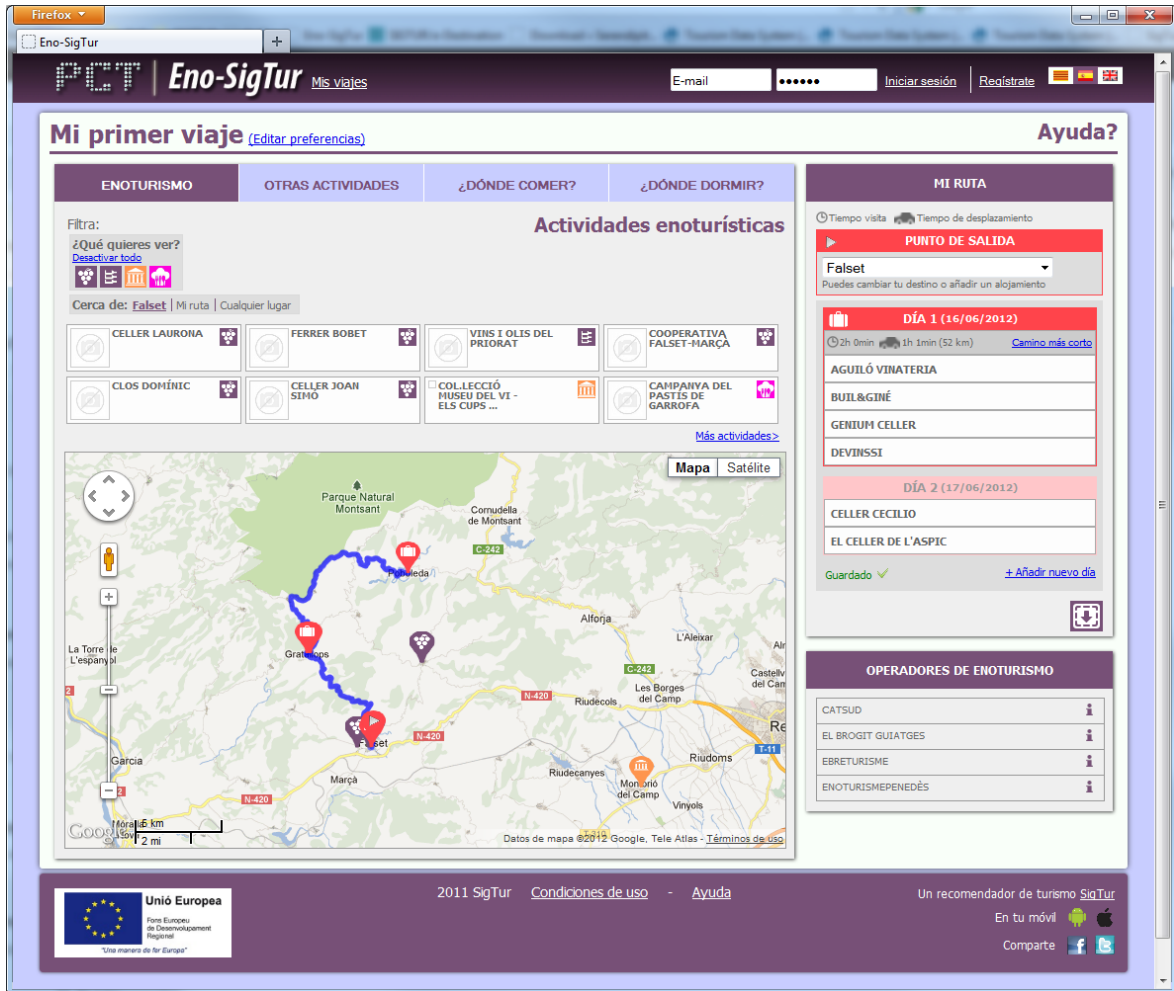 Firefox
Eno-SigTur
PCT | Eno-SigTur Mis viajes
E-mail
Iniciar sesión
Regístrate
Mi primer viaje (Editar preferencias)
Ayuda?
ENOTURISMO
OTRAS ACTIVIDADES
¿DÓNDE COMER?
¿DÓNDE DORMIR?
Filtra:
Actividades enoturísticas
¿Qué quieres ver?
Desactivar todo
Cerca de: Falset | Mi ruta | Cualquier lugar
CELLER LAURONA
FERRER BOBET
VINS I OLIS DEL
PRIORAT
COOPERATIVA
FALSET-MARÇÀ
CLOS DOMÍNIC
CELLER JOAN
SIMÓ
COL.LECCIÓ
MUSEU DEL VI -
ELS CUPS ...
CAMPANYA DEL
PASTÍS DE
GARROFA
Más actividades>
Mapa
Satélite
Parque Natural
Montsant
Cornudella
de Montsant
C-242
Alforja
L'Aleixar
La Torre de
L'espanyol
C-242
Castellv
del Cam
Les Borges
del Camp
N-420
Riudecols
N-420
T-11
Garcia
Riudoms
Marçà
Riudecanyes
Montbrió
del Camp
N-420
Vinyols
Google
5 km
2 mi
Datos de mapa ©2012 Google, Tele Atlas - Términos de uso
MI RUTA
Tiempo visita
Tiempo de desplazamiento
PUNTO DE SALIDA
Falset
Puedes cambiar tu destino o añadir un alojamiento
DÍA 1 (16/06/2012)
2h 0min 1h 1min (52 km) Camino más corto
AGUILÓ VINATERIA
BUIL&GINÉ
GENIUM CELLER
DEVINSSI
DÍA 2 (17/06/2012)
CELLER CECILIO
EL CELLER DE L'ASPIC
Guardado
+ Añadir nuevo día
OPERADORES DE ENOTURISMO
CATSUD
EL BROGIT GUIATGES
EBRETURISME
ENOTURISMEPENEDÈS
Unió Europea
Fons Europeu
de Desenvolupament
Regional
"Una manera de fer Europa"
2011 SigTur Condiciones de uso - Ayuda
Un recomendador de turismo SigTur
En tu móvil
Comparte